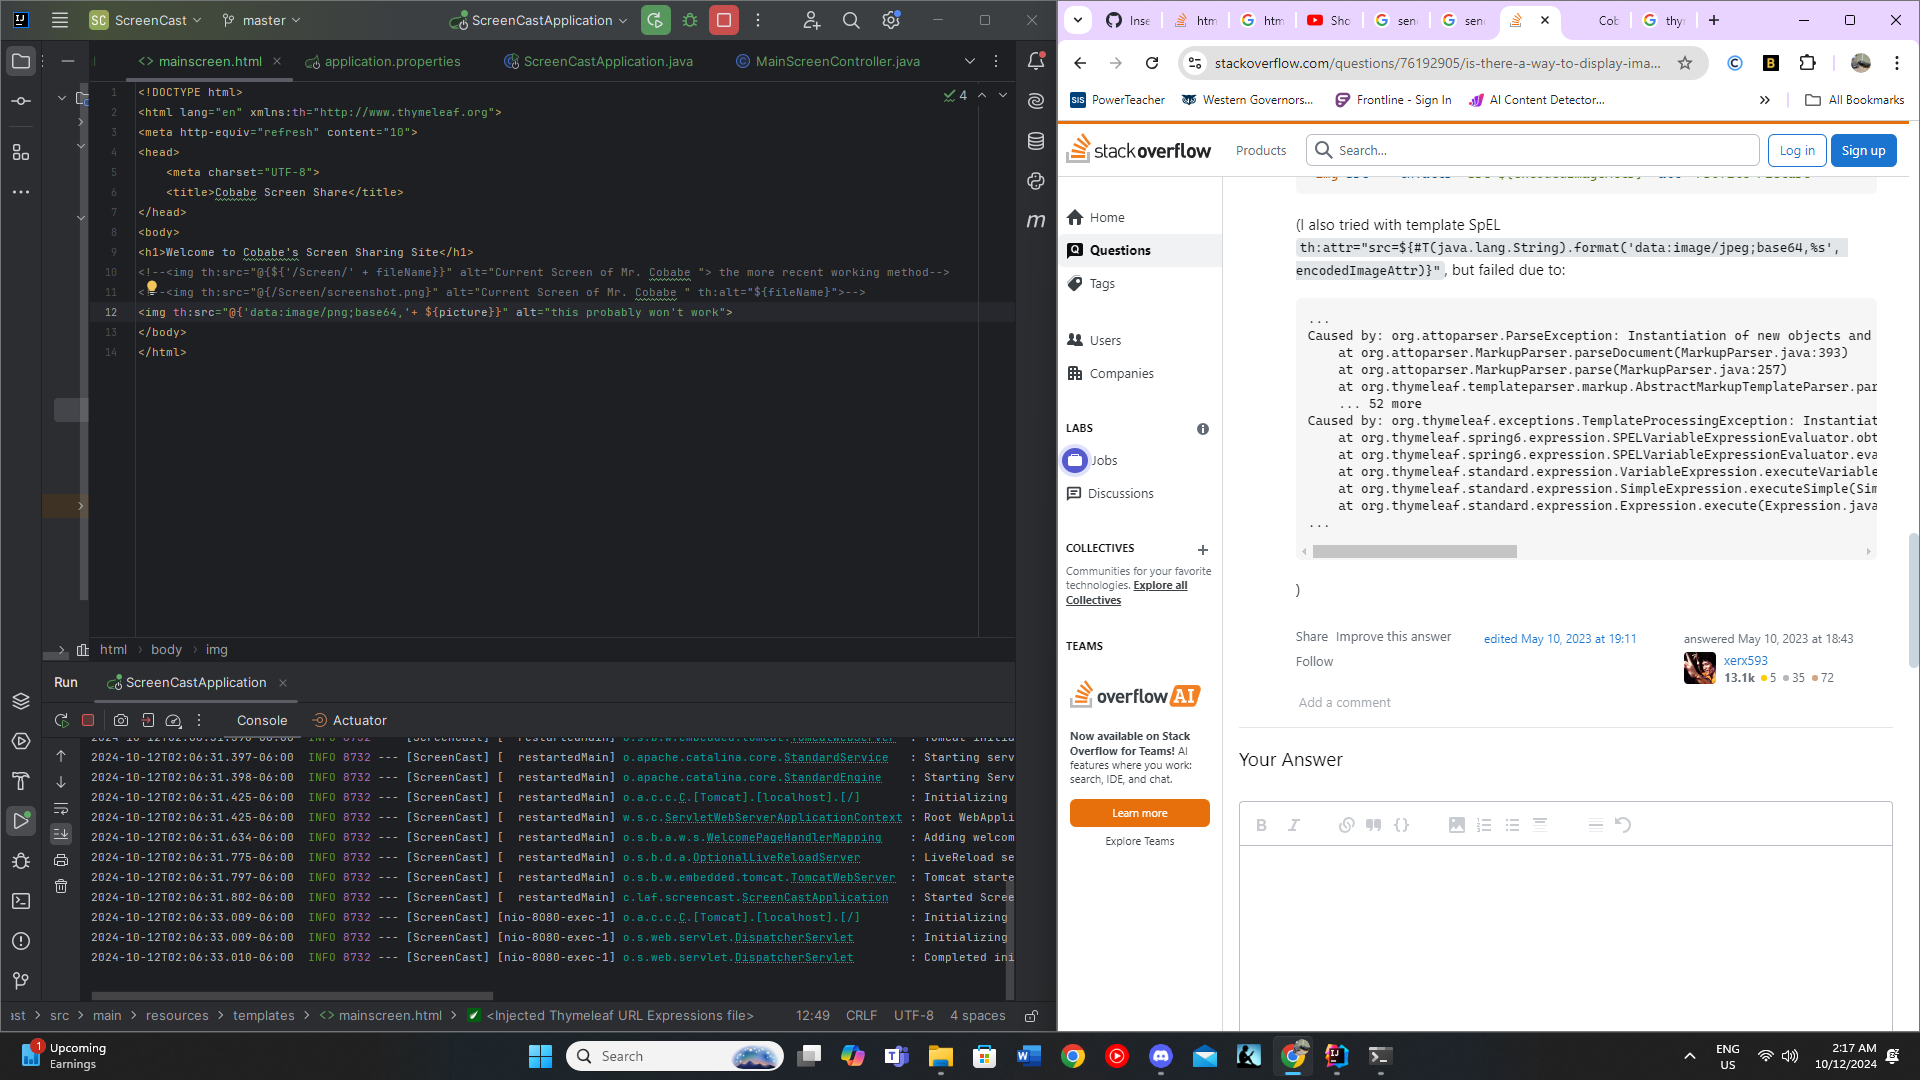 SC ScreenCast
master
ScreenCastApplication
mainscreen.html
application.properties
ScreenCastApplication.java
MainScreenController.java
4
1 <!DOCTYPE html>
2 <html lang="en" xmlns:th="http://www.thymeleaf.org">
3 <meta http-equiv="refresh" content="10">
4 <head>
5 <meta charset="UTF-8">
6 <title>Cobabe Screen Share</title>
7 </head>
8 <body>
9 <h1>Welcome to Cobabe's Screen Sharing Site</h1>
10 <!--<img th:src="@{${'/Screen/' + fileName}}" alt="Current Screen of Mr. Cobabe "> the more recent working method-->
11 <!--<img th:src="@{/Screen/screenshot.png}" alt="Current Screen of Mr. Cobabe " th:alt="${fileName}">-->
12 <img th:src="@{'data:image/png;base64,'+ ${picture}}" alt="this probably won't work">
13 </body>
14 </html>
html > body > img
Run
ScreenCastApplication
Console
Actuator
2024-10-12T02:06:31.397-06:00 INFO 8732 --- [ScreenCast] [ restartedMain] o.apache.catalina.core.StandardService : Starting serv
2024-10-12T02:06:31.398-06:00 INFO 8732 --- [ScreenCast] [ restartedMain] o.apache.catalina.core.StandardEngine : Starting Serv
2024-10-12T02:06:31.425-06:00 INFO 8732 --- [ScreenCast] [ restartedMain] o.a.c.c.C.[Tomcat].[localhost].[/] : Initializing
2024-10-12T02:06:31.425-06:00 INFO 8732 --- [ScreenCast] [ restartedMain] w.s.c.ServletWebServerApplicationContext : Root WebAppli
2024-10-12T02:06:31.634-06:00 INFO 8732 --- [ScreenCast] [ restartedMain] o.s.b.a.w.s.WelcomePageHandlerMapping : Adding welcom
2024-10-12T02:06:31.775-06:00 INFO 8732 --- [ScreenCast] [ restartedMain] o.s.b.d.a.OptionalLiveReloadServer : LiveReload se
2024-10-12T02:06:31.797-06:00 INFO 8732 --- [ScreenCast] [ restartedMain] o.s.b.w.embedded.tomcat.TomcatWebServer : Tomcat starte
2024-10-12T02:06:31.802-06:00 INFO 8732 --- [ScreenCast] [ restartedMain] c.laf.screencast.ScreenCastApplication : Started Scree
2024-10-12T02:06:33.009-06:00 INFO 8732 --- [ScreenCast] [nio-8080-exec-1] o.a.c.c.C.[Tomcat].[localhost].[/] : Initializing
2024-10-12T02:06:33.009-06:00 INFO 8732 --- [ScreenCast] [nio-8080-exec-1] o.s.web.servlet.DispatcherServlet : Initializing
2024-10-12T02:06:33.010-06:00 INFO 8732 --- [ScreenCast] [nio-8080-exec-1] o.s.web.servlet.DispatcherServlet : Completed ini
ast > src > main > resources > templates > mainscreen.html > <Injected Thymeleaf URL Expressions file>
12:49 CRLF UTF-8 4 spaces
Inse
htm
htm
Sho
sen
sen
Cob
thy
stackoverflow.com/questions/76192905/is-there-a-way-to-display-ima...
PowerTeacher
Western Governors...
Frontline - Sign In
AI Content Detector...
All Bookmarks
stackoverflow
Products
Search...
Log in
Sign up
Home
Questions
Tags
Users
Companies
LABS
Jobs
Discussions
COLLECTIVES
Communities for your favorite
technologies. Explore all
Collectives
TEAMS
overflow AI
Now available on Stack
Overflow for Teams! AI
features where you work:
search, IDE, and chat.
Learn more
Explore Teams
(I also tried with template SpEL
th:attr="src=${#T(java.lang.String).format('data:image/jpeg;base64,%s',
encodedImageAttr)}", but failed due to:
...
Caused by: org.attoparser.ParseException: Instantiation of new objects and
at org.attoparser.MarkupParser.parseDocument(MarkupParser.java:393)
at org.attoparser.MarkupParser.parse(MarkupParser.java:257)
at org.thymeleaf.templateparser.markup.AbstractMarkupTemplateParser.par
... 52 more
Caused by: org.thymeleaf.exceptions.TemplateProcessingException: Instantiat
at org.thymeleaf.spring6.expression.SPELVariableExpressionEvaluator.obt
at org.thymeleaf.spring6.expression.SPELVariableExpressionEvaluator.eva
at org.thymeleaf.standard.expression.VariableExpression.executeVariable
at org.thymeleaf.standard.expression.SimpleExpression.executeSimple(Sim
at org.thymeleaf.standard.expression.Expression.execute(Expression.java
...
)
Share Improve this answer
Follow
edited May 10, 2023 at 19:11
answered May 10, 2023 at 18:43
xerx593
13.1k 5 35 72
Add a comment
Your Answer
1 Upcoming
Earnings
Search
ENG
US
2:17 AM
10/12/2024